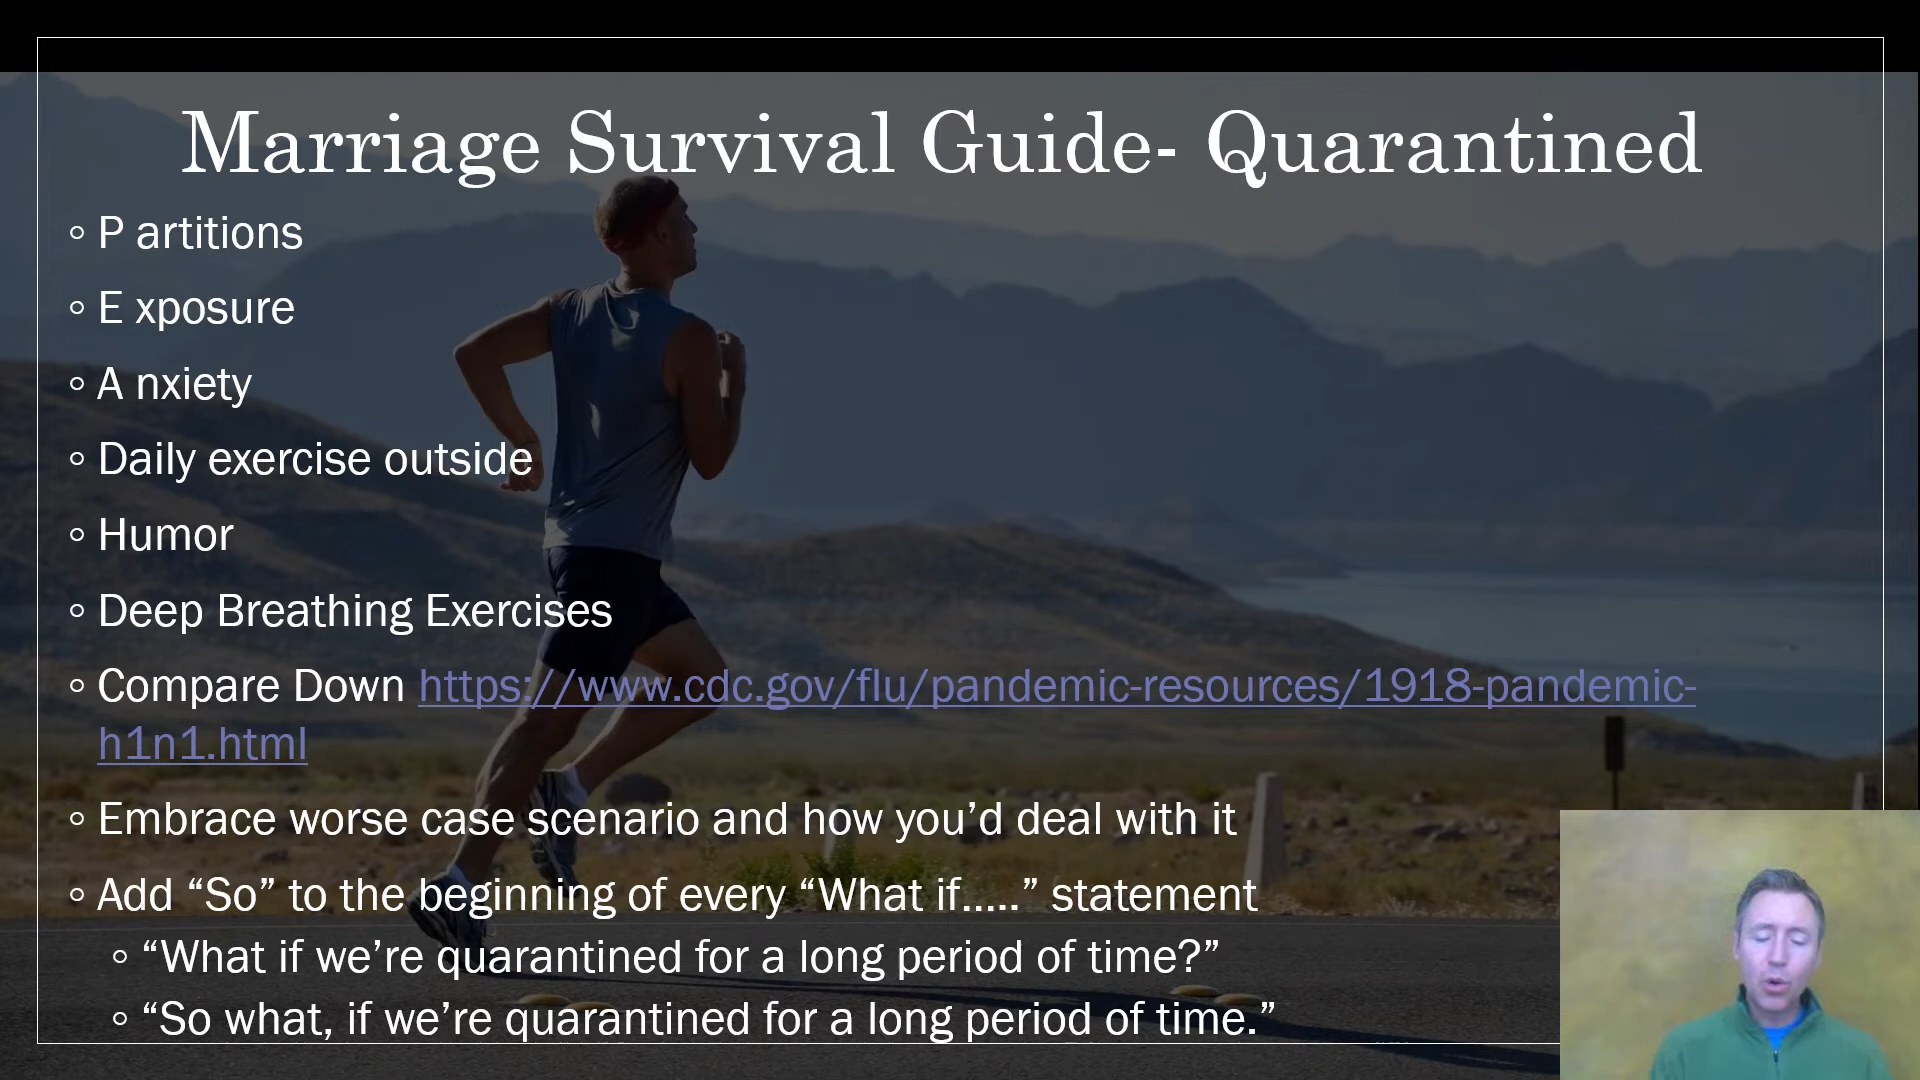 Marriage Survival Guide- Quarantined
◦ P artitions
◦ E xposure
◦ A nxiety
◦ Daily exercise outside
◦ Humor
◦ Deep Breathing Exercises
◦ Compare Down https://www.cdc.gov/flu/pandemic-resources/1918-pandemic-
h1n1.html
◦ Embrace worse case scenario and how you’d deal with it
◦ Add “So” to the beginning of every “What if.....” statement
◦ “What if we’re quarantined for a long period of time?”
◦ “So what, if we’re quarantined for a long period of time.”